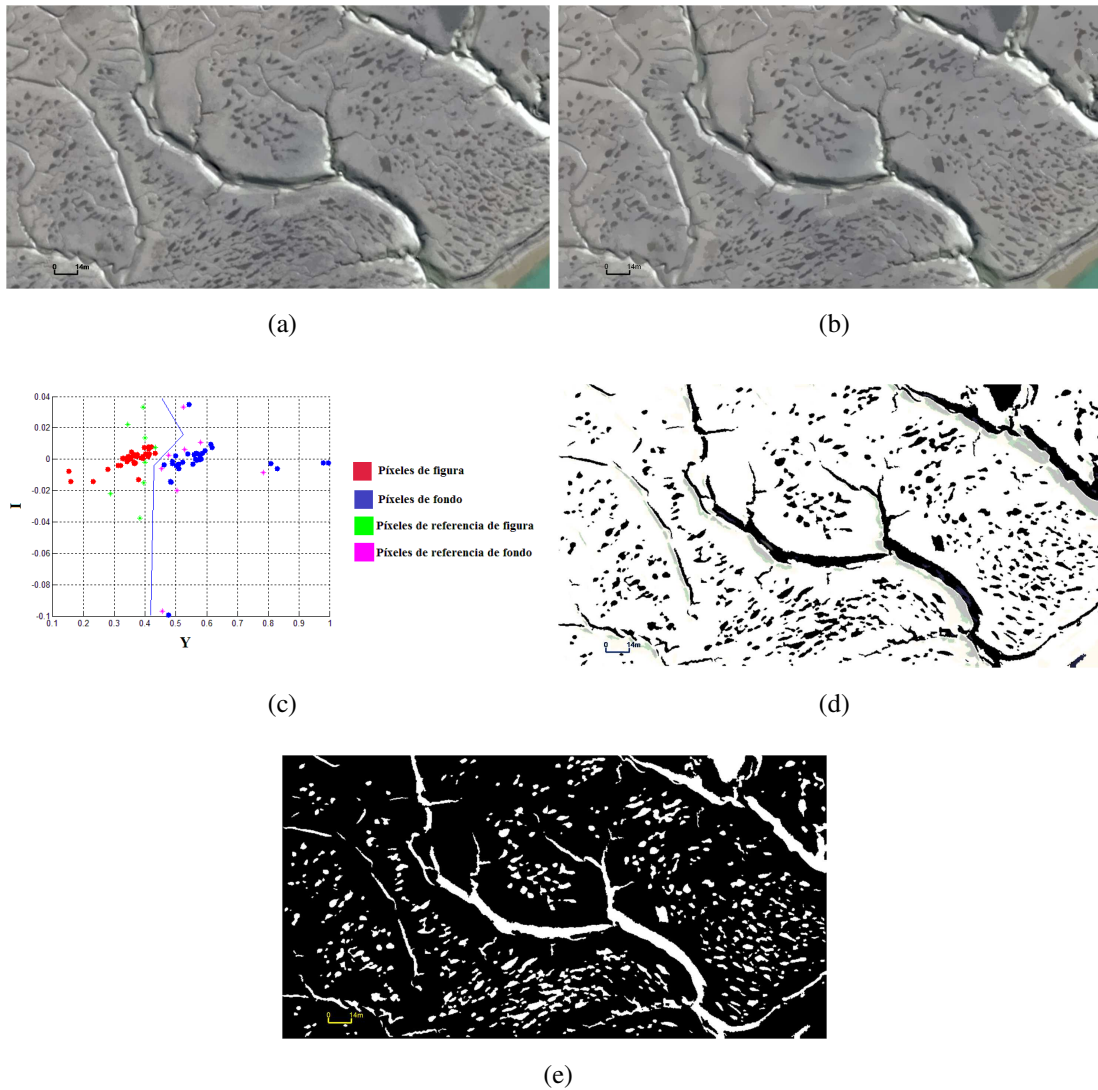 0 14m
0 14m
(a)
(b)
0.04
0.02
0
-0.02
-0.04
-0.06
-0.08
-0.1
I
0.1 0.2 0.3 0.4 0.5 0.6 0.7 0.8 0.9 1
Y
Píxeles de figura
Píxeles de fondo
Píxeles de referencia de figura
Píxeles de referencia de fondo
0 14m
(c)
(d)
0 14m
(e)